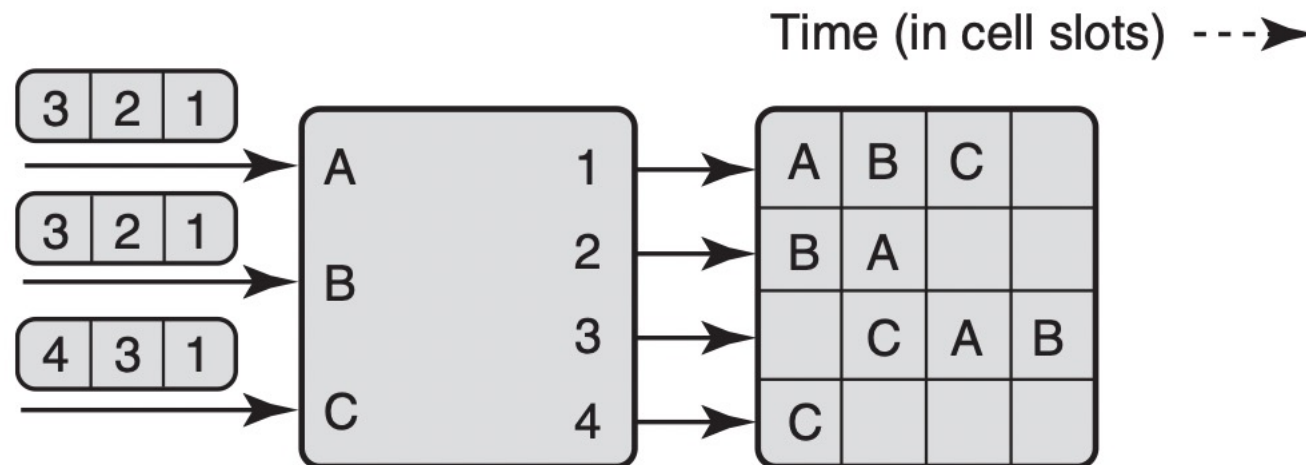 Time (in cell slots)
3 2 1
A 1 A B C
3 2 1
B 2 B A
3 C A B
4 3 1
C 4 C